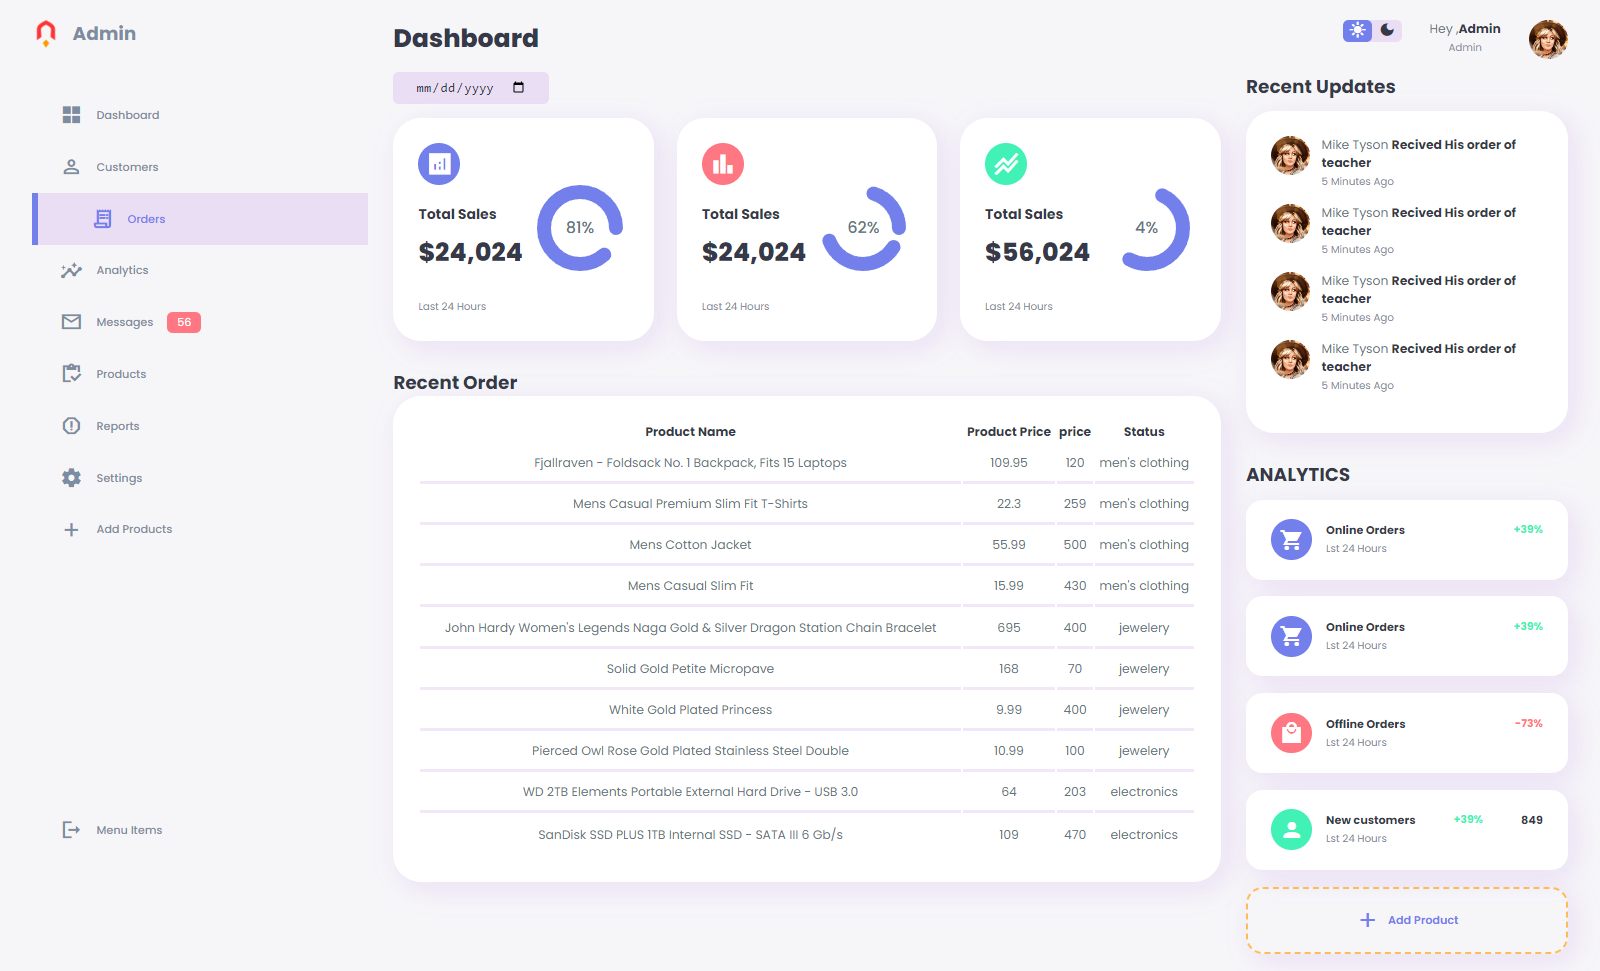 Admin
Dashboard
Customers
Orders
Analytics
Messages 56
Products
Reports
Settings
Add Products
Menu Items
Dashboard
mm/dd/yyyy
Total Sales
$24,024
81%
Last 24 Hours
Total Sales
$24,024
62%
Last 24 Hours
Total Sales
$56,024
4%
Last 24 Hours
Recent Order
Product Name Product Price price Status
Fjallraven - Foldsack No. 1 Backpack, Fits 15 Laptops 109.95 120 men's clothing
Mens Casual Premium Slim Fit T-Shirts 22.3 259 men's clothing
Mens Cotton Jacket 55.99 500 men's clothing
Mens Casual Slim Fit 15.99 430 men's clothing
John Hardy Women's Legends Naga Gold & Silver Dragon Station Chain Bracelet 695 400 jewelery
Solid Gold Petite Micropave 168 70 jewelery
White Gold Plated Princess 9.99 400 jewelery
Pierced Owl Rose Gold Plated Stainless Steel Double 10.99 100 jewelery
WD 2TB Elements Portable External Hard Drive - USB 3.0 64 203 electronics
SanDisk SSD PLUS 1TB Internal SSD - SATA III 6 Gb/s 109 470 electronics
Hey ,Admin
Admin
Recent Updates
Mike Tyson Recived His order of
teacher
5 Minutes Ago
Mike Tyson Recived His order of
teacher
5 Minutes Ago
Mike Tyson Recived His order of
teacher
5 Minutes Ago
Mike Tyson Recived His order of
teacher
5 Minutes Ago
ANALYTICS
Online Orders +39%
Lst 24 Hours
Online Orders +39%
Lst 24 Hours
Offline Orders -73%
Lst 24 Hours
New customers +39% 849
Lst 24 Hours
Add Product